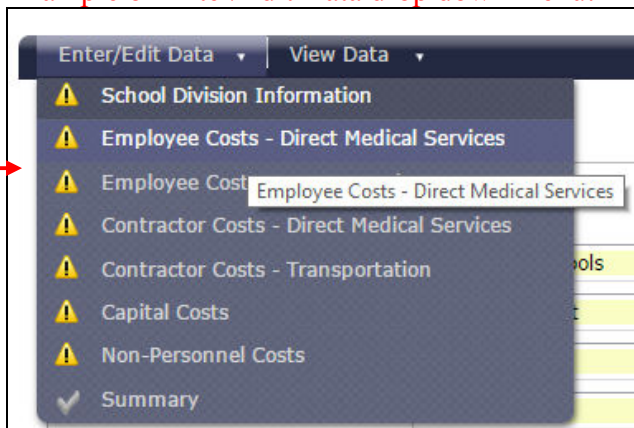 Enter/Edit Data View Data
School Division Information
Employee Costs - Direct Medical Services
Employee Cost
Employee Costs - Direct Medical Services
Contractor Costs - Direct Medical Services
Contractor Costs - Transportation
ols
Capital Costs
Non-Personnel Costs
Summary